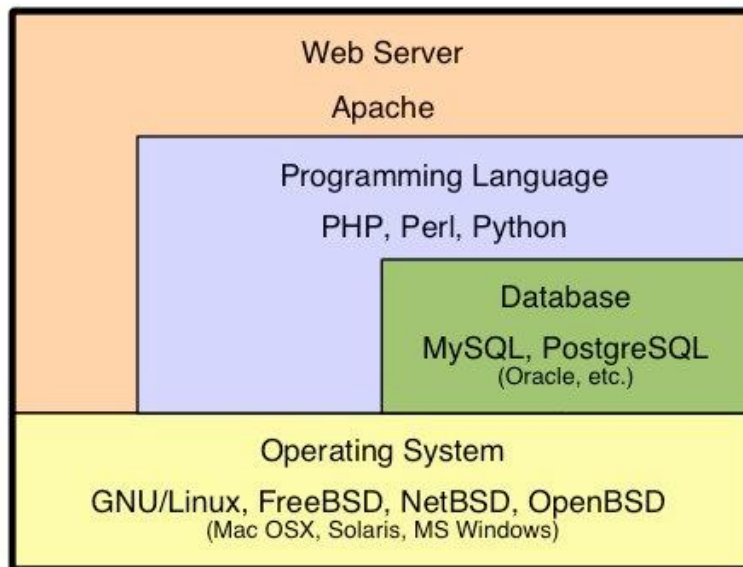 Web Server
Apache
Programming Language
PHP, Perl, Python
Database
MySQL, PostgreSQL
(Oracle, etc.)
Operating System
GNU/Linux, FreeBSD, NetBSD, OpenBSD
(Mac OSX, Solaris, MS Windows)